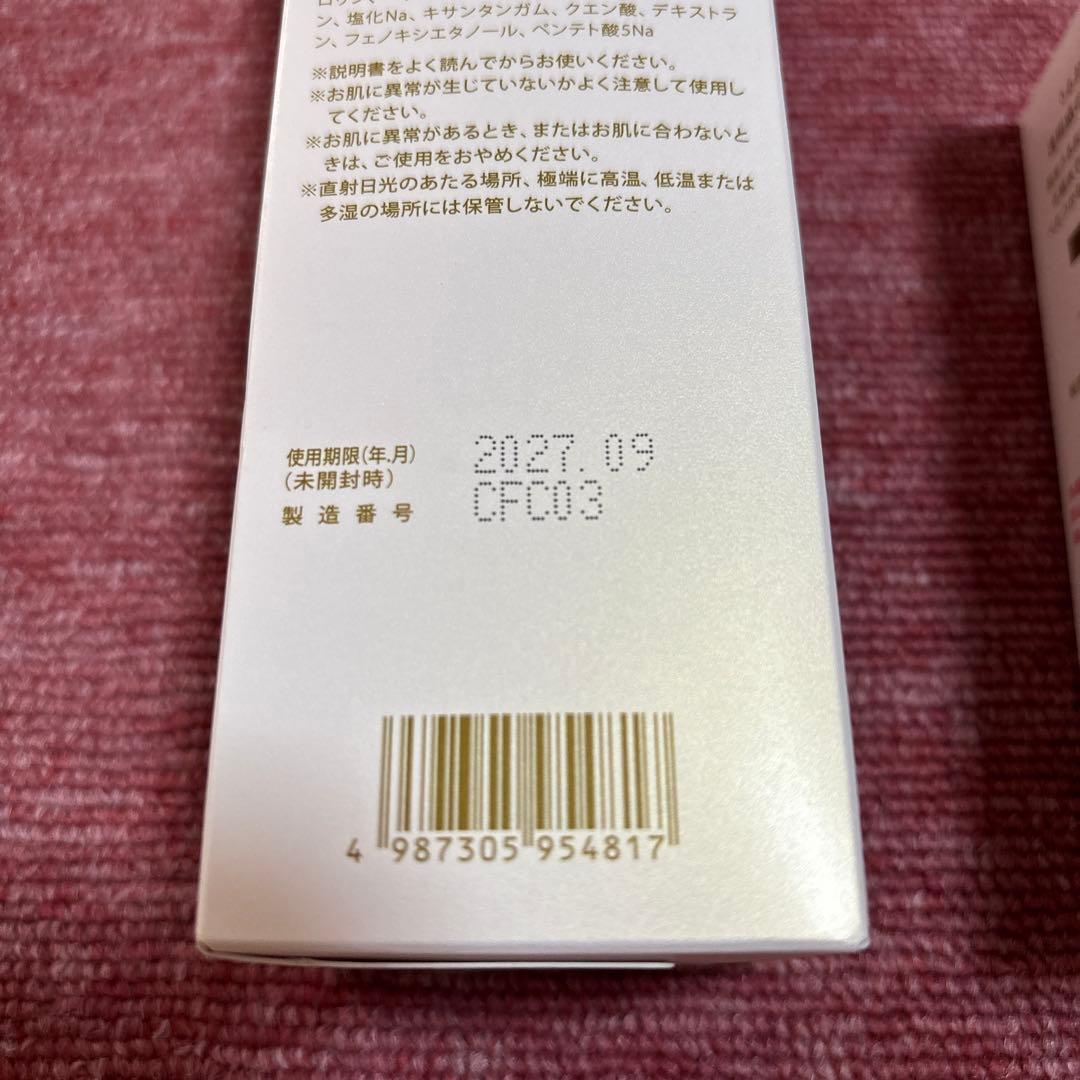 ン、塩化Na、キサンタンガム、クエン酸、デキストラ
ン、フェノキシエタノール、ペンテト酸5Na
※説明書をよく読んでからお使いください。
※お肌に異常が生じていないかよく注意して使用し
てください。
※お肌に異常があるとき、またはお肌に合わないと
きは、ご使用をおやめください。
※直射日光のあたる場所、極端に高温、低温または
多湿の場所には保管しないでください。
使用期限(年.月) 2027.09
(未開封時)
製造番号 CFC03
4 987305 954817